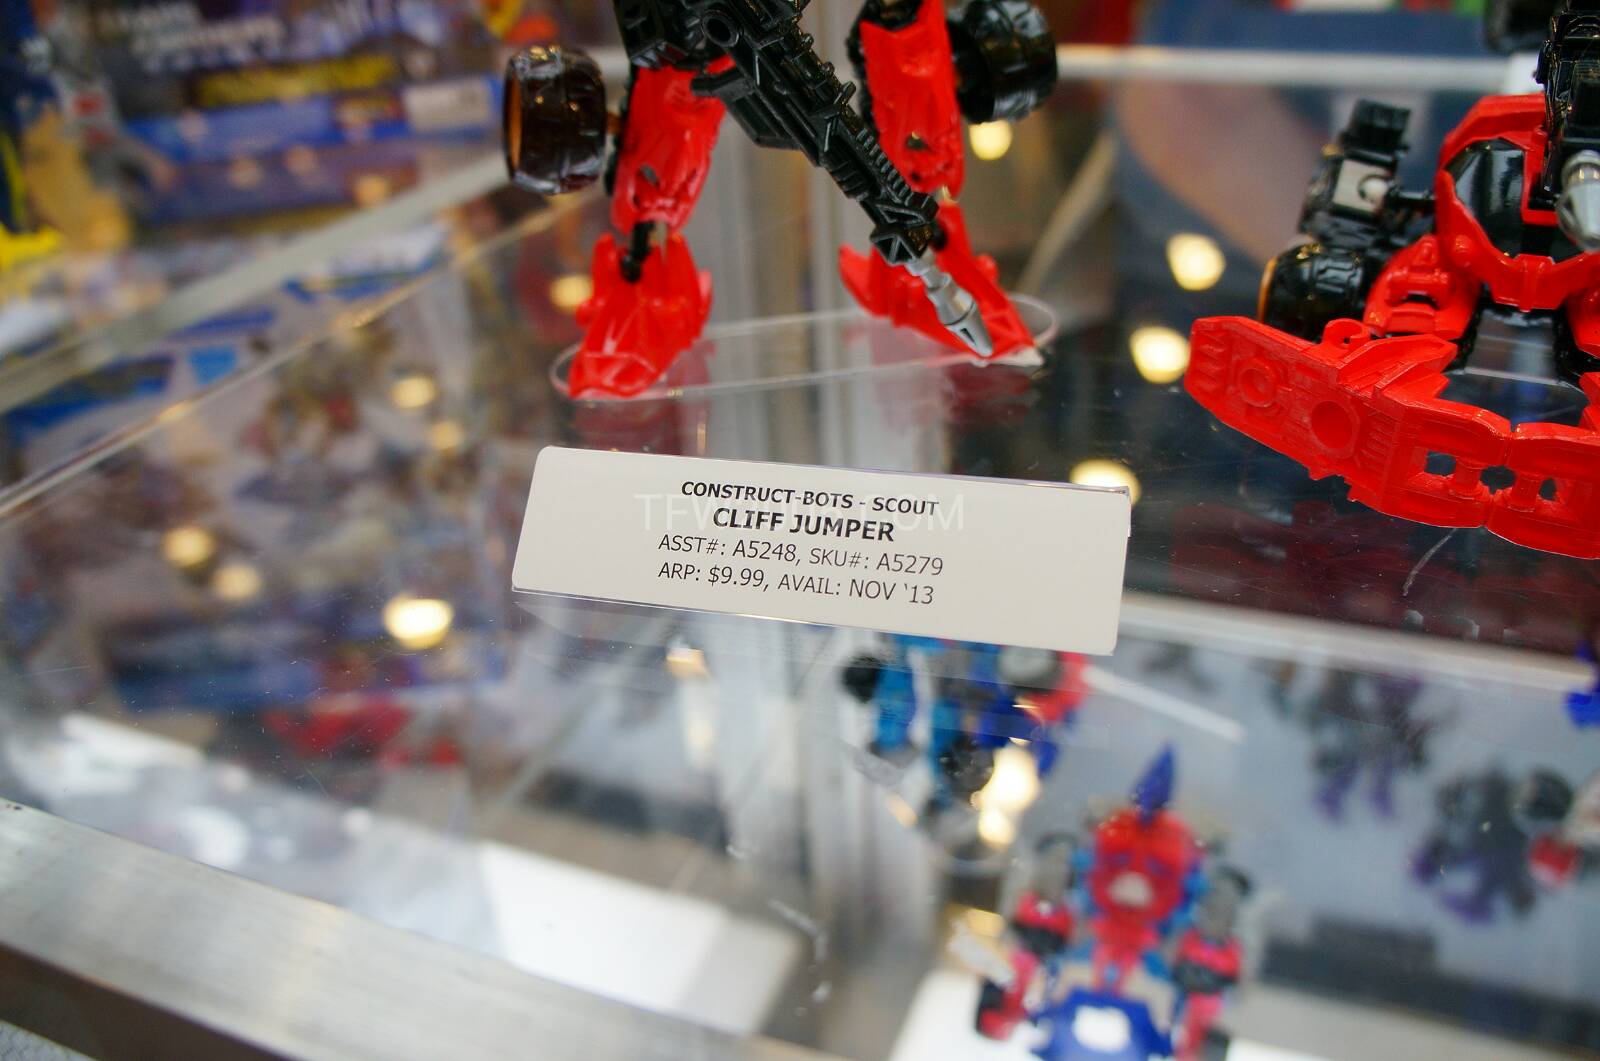 CONSTRUCT-BOTS - SCOUT
CLIFF JUMPER
ASST#: A5248, SKU#: A5279
ARP: $9.99, AVAIL: NOV ‘13